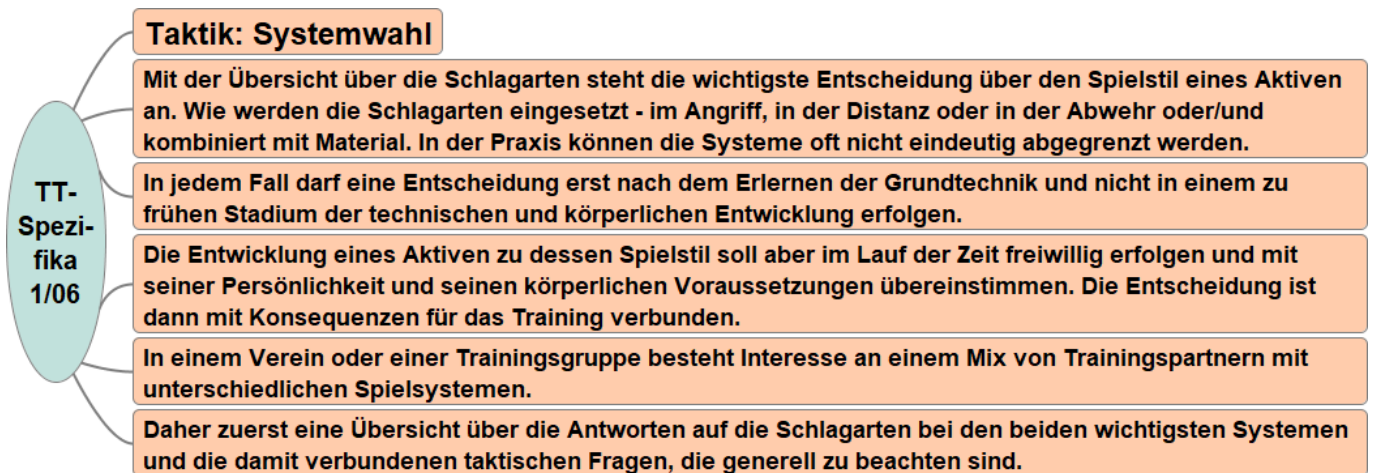 TT-
Spezi-
fika
1/06
Taktik: Systemwahl
Mit der Übersicht über die Schlagarten steht die wichtigste Entscheidung über den Spielstil eines Aktiven
an. Wie werden die Schlagarten eingesetzt - im Angriff, in der Distanz oder in der Abwehr oder/und
kombiniert mit Material. In der Praxis können die Systeme oft nicht eindeutig abgegrenzt werden.
In jedem Fall darf eine Entscheidung erst nach dem Erlernen der Grundtechnik und nicht in einem zu
frühen Stadium der technischen und körperlichen Entwicklung erfolgen.
Die Entwicklung eines Aktiven zu dessen Spielstil soll aber im Lauf der Zeit freiwillig erfolgen und mit
seiner Persönlichkeit und seinen körperlichen Voraussetzungen übereinstimmen. Die Entscheidung ist
dann mit Konsequenzen für das Training verbunden.
In einem Verein oder einer Trainingsgruppe besteht Interesse an einem Mix von Trainingspartnern mit
unterschiedlichen Spielsystemen.
Daher zuerst eine Übersicht über die Antworten auf die Schlagarten bei den beiden wichtigsten Systemen
und die damit verbundenen taktischen Fragen, die generell zu beachten sind.